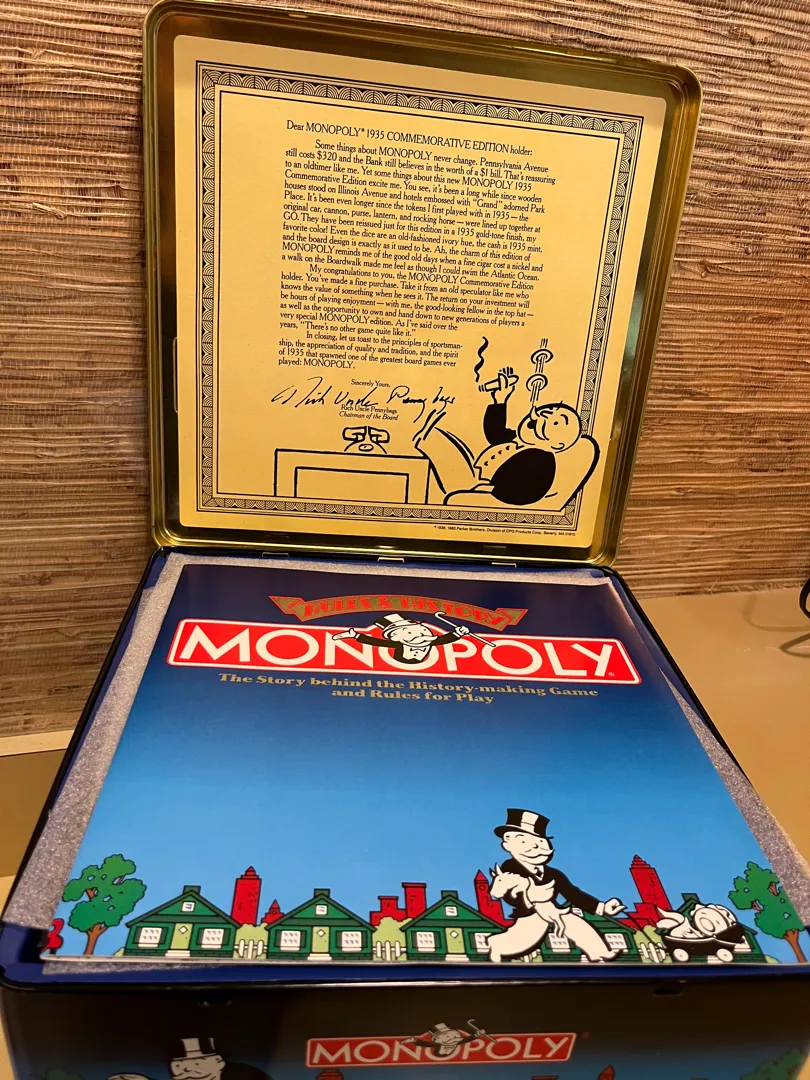 Dear MONOPOLY® 1935 COMMEMORATIVE EDITION holder:
Some things about MONOPOLY never change. Pennsylvania Avenue
still costs $320 and the Bank still believes in the worth of a $1 bill. That's reassuring
to an oldtimer like me. Yet some things about this new MONOPOLY 1935
Commemorative Edition excite me. You see, it's been a long while since wooden
houses stood on Illinois Avenue and hotels embossed with "Grand" adorned Park
Place. It's been even longer since the tokens I first played with in 1935 — the
original car, cannon, purse, lantern, and rocking horse — were lined up together at
GO. They have been reissued just for this edition in a 1935 gold-tone finish, my
favorite color! Even the dice are an old-fashioned ivory hue, the cash is 1935 mint,
and the board design is exactly as it used to be. Ah, the charm of this edition of
MONOPOLY reminds me of the good old days when a fine cigar cost a nickel and
a walk on the Boardwalk made me feel as though I could swim the Atlantic Ocean.
My congratulations to you, the MONOPOLY Commemorative Edition
holder. You've made a fine purchase. Take it from an old speculator like me who
knows the value of something when he sees it. The return on your investment will
be hours of playing enjoyment — with me, the good-looking fellow in the top hat —
as well as the opportunity to own and hand down to new generations of players a
very special MONOPOLY edition. As I've said over the
years, "There's no other game quite like it."
In closing, let us toast to the principles of sportsman-
ship, the appreciation of quality and tradition, and the spirit
of 1935 that spawned one of the greatest board games ever
played: MONOPOLY.
Sincerely Yours,
Rich Uncle Pennybags
Rich Uncle Pennybags
Chairman of the Board
Parker Brothers, Division of CPG Products Corp., Beverly, MA 01915
RULES & HISTORY
MONOPOLY®
The Story behind the History-making Game
and Rules for Play
MONOPOLY®